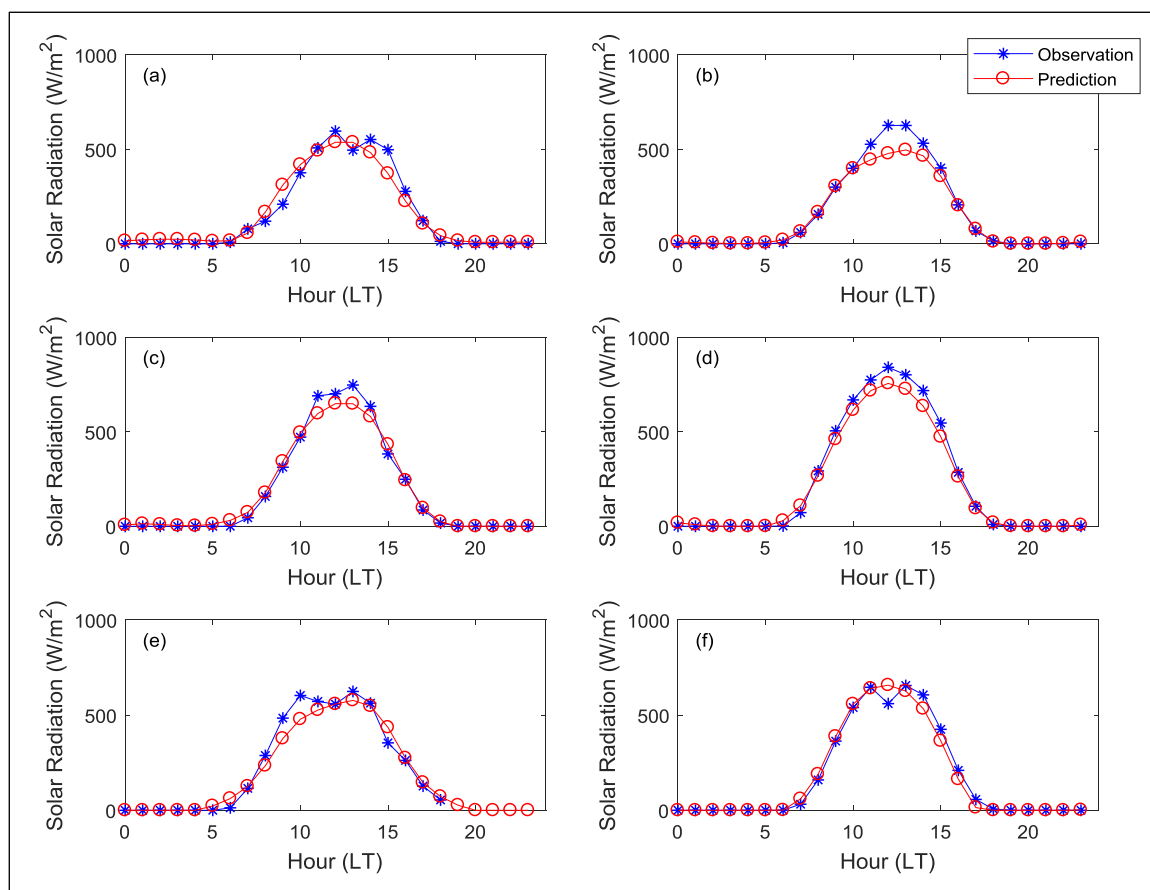 Observation
Prediction
(a)
Solar Radiation (W/m²)
1000
500
0
0 5 10 15 20
Hour (LT)
(b)
Solar Radiation (W/m²)
1000
500
0
0 5 10 15 20
Hour (LT)
(c)
Solar Radiation (W/m²)
1000
500
0
0 5 10 15 20
Hour (LT)
(d)
Solar Radiation (W/m²)
1000
500
0
0 5 10 15 20
Hour (LT)
(e)
Solar Radiation (W/m²)
1000
500
0
0 5 10 15 20
Hour (LT)
(f)
Solar Radiation (W/m²)
1000
500
0
0 5 10 15 20
Hour (LT)